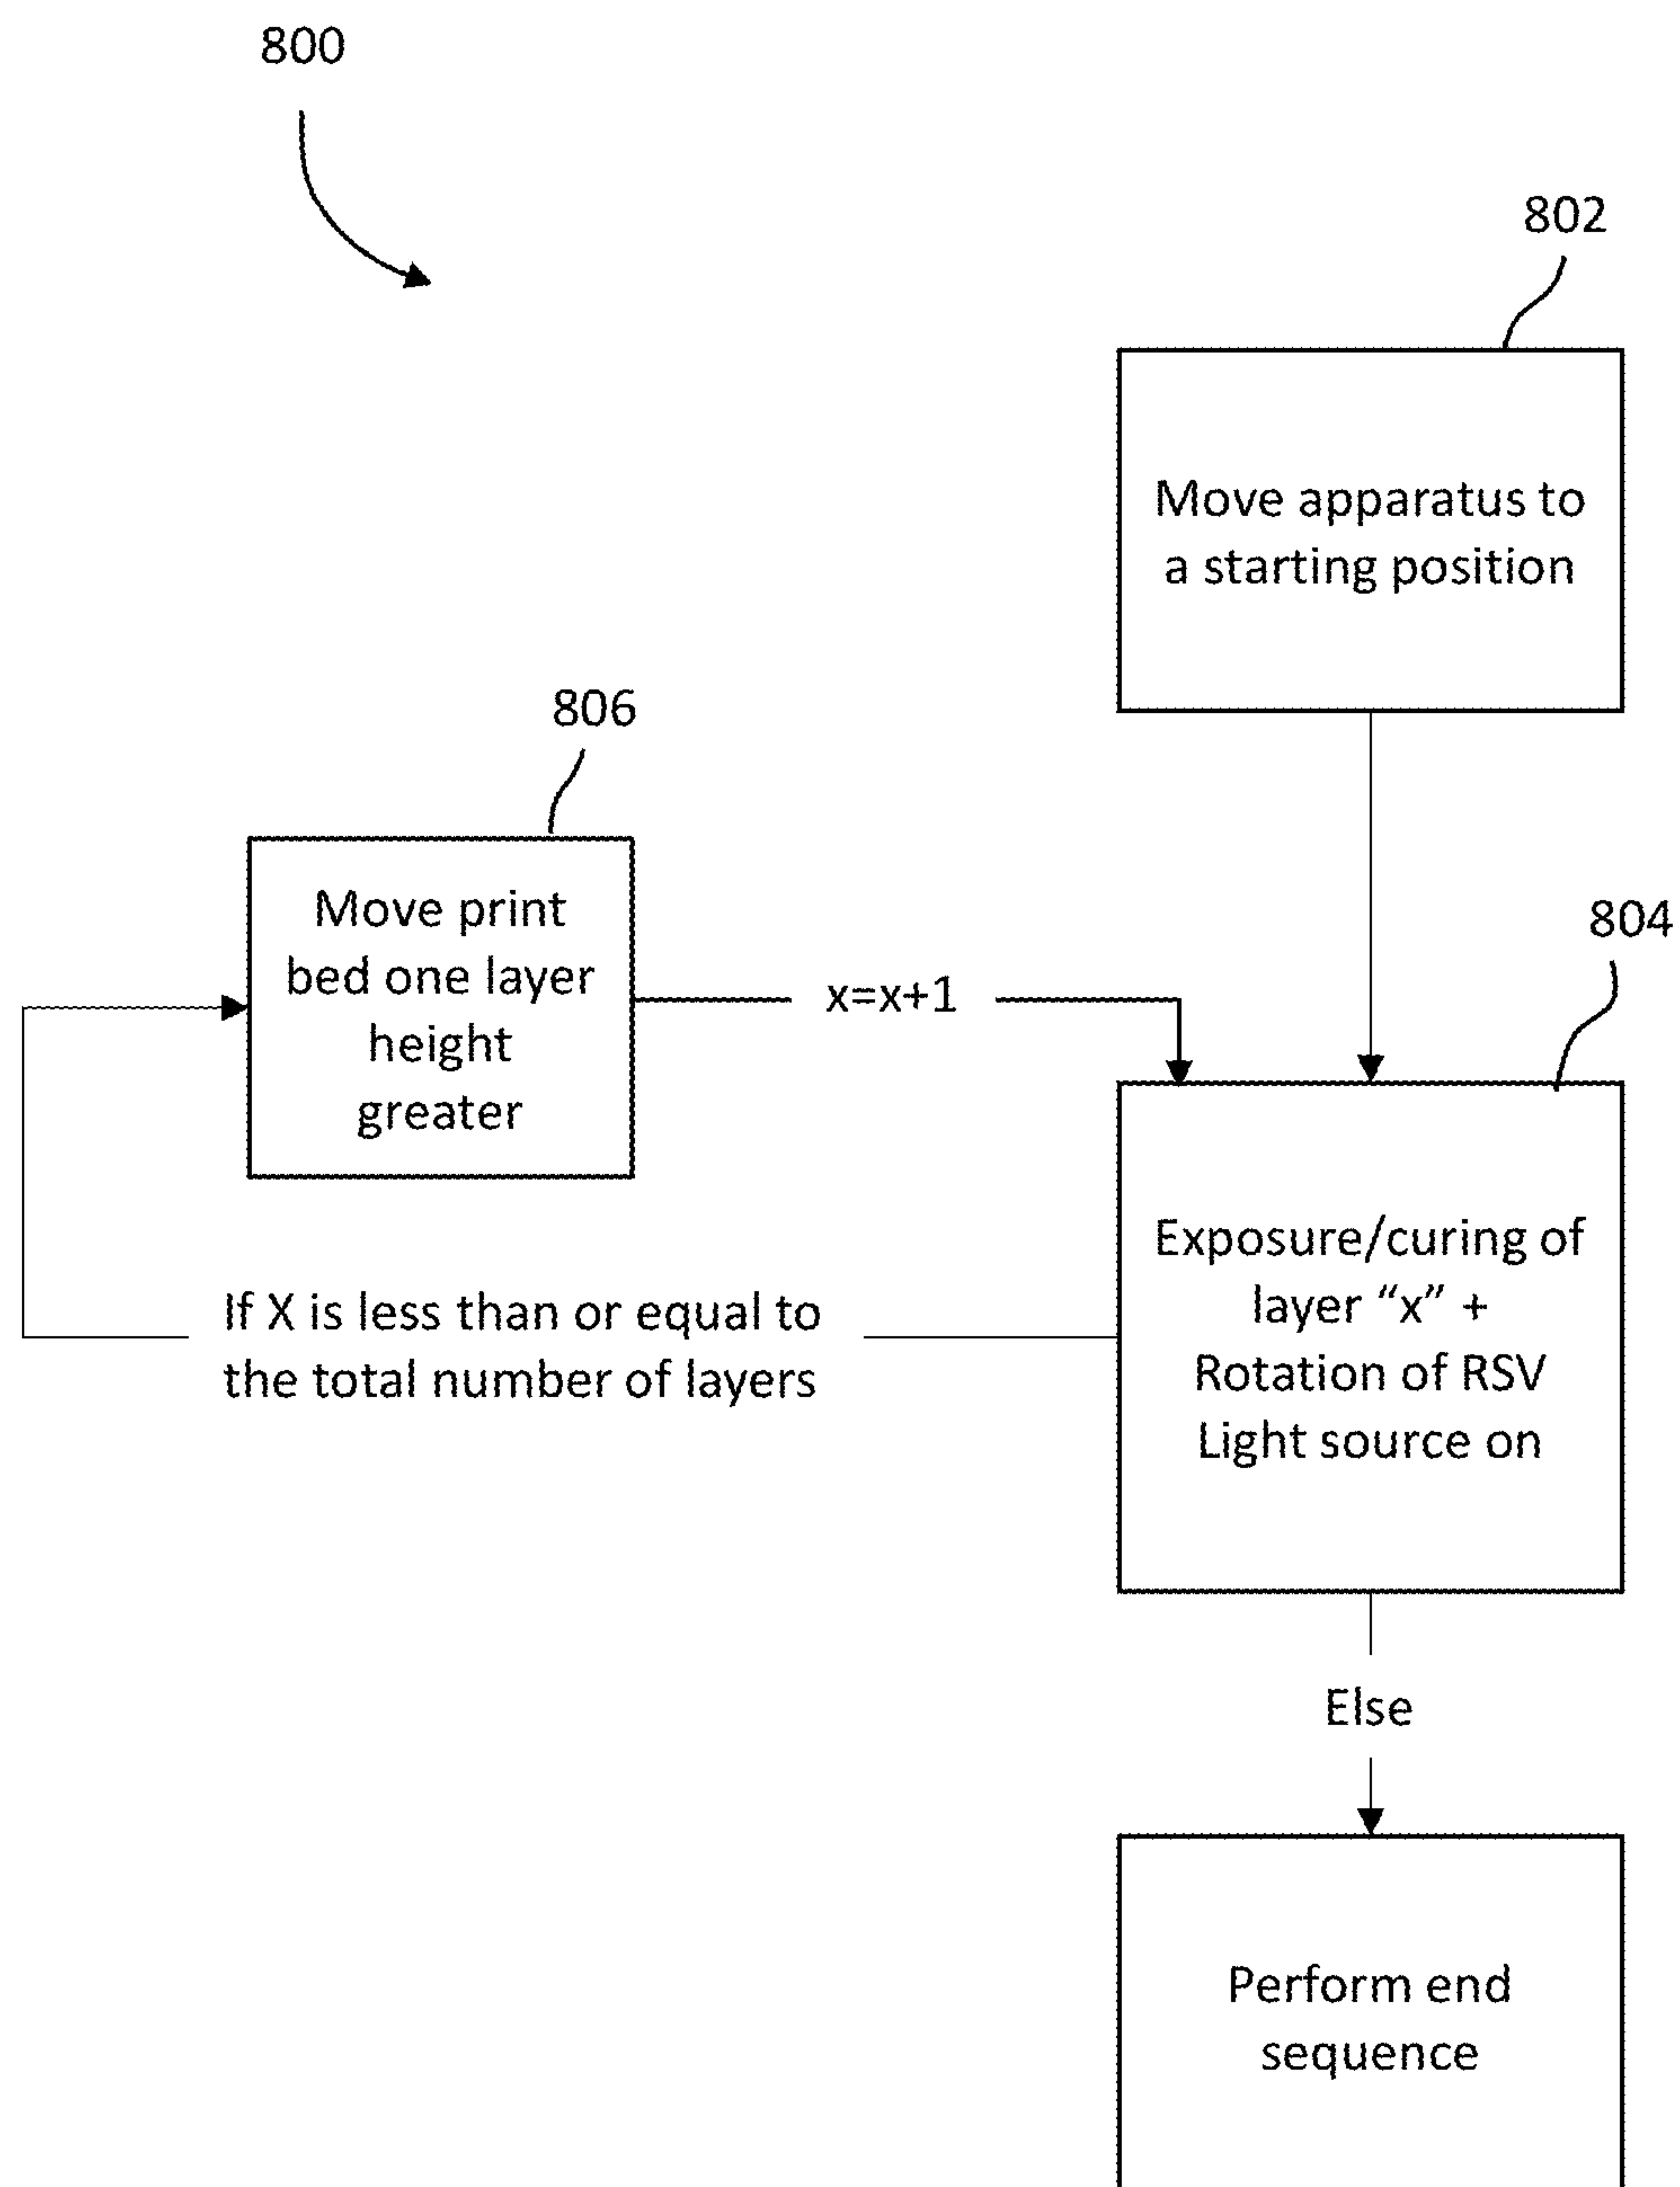 800
802
Move apparatus to
a starting position
806
Move print
bed one layer
height
greater
x=x+1
804
Exposure/curing of
layer “x” +
Rotation of RSV
Light source on
If X is less than or equal to
the total number of layers
Else
Perform end
sequence